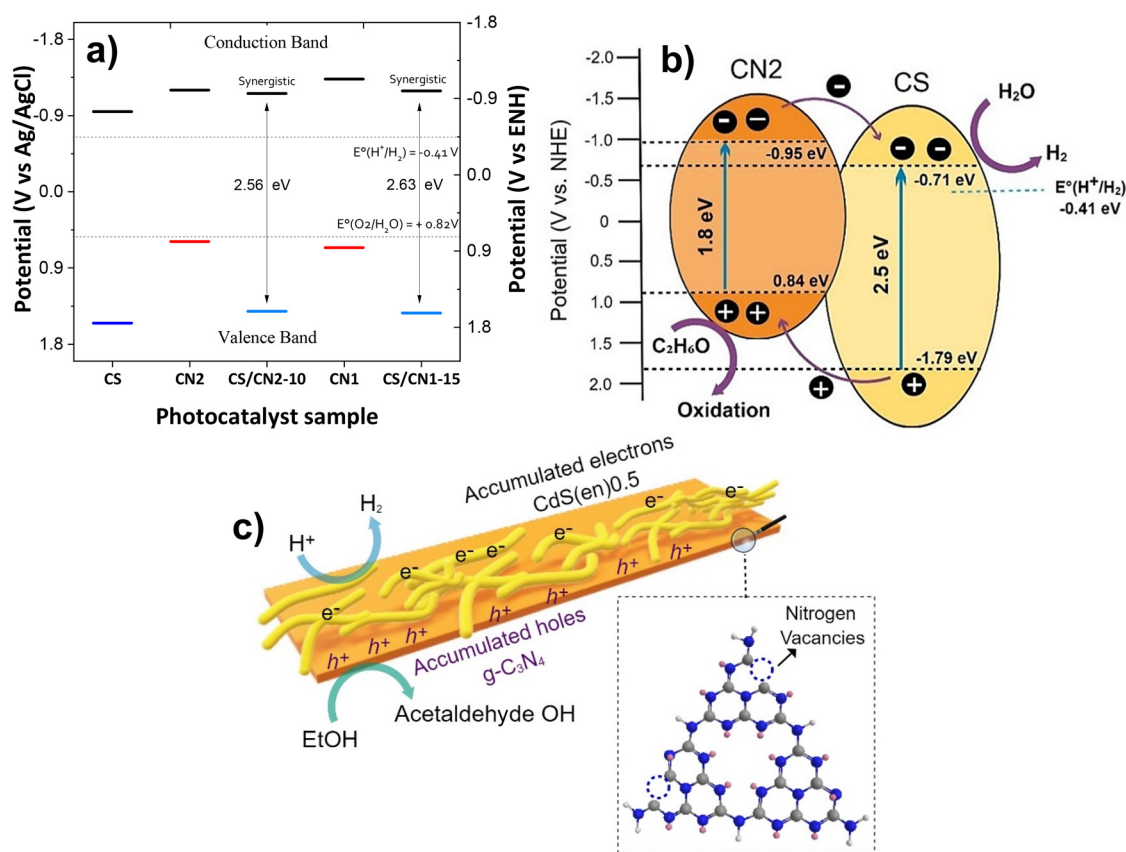 a)
Potential (V vs Ag/AgCl)
-1.8
-0.9
0.0
0.9
1.8
Conduction Band
Synergistic
Synergistic
E°(H⁺/H₂) = -0.41 V
2.56 eV
2.63 eV
E°(O2/H₂O) = + 0.82V
Valence Band
CS
CN2
CS/CN2-10
CN1
CS/CN1-15
Photocatalyst sample
-1.8
-0.9
0.0
0.9
1.8
Potential (V vs ENH)
b)
Potential (V vs. NHE)
-2.0
-1.5
-1.0
-0.5
0
0.5
1.0
1.5
2.0
CN2
CS
H₂O
H₂
-0.95 eV
-0.71 eV
E°(H⁺/H₂)
-0.41 eV
1.8 eV
2.5 eV
0.84 eV
C₂H₆O
-1.79 eV
Oxidation
c)
Accumulated electrons
CdS(en)0.5
H₂
H⁺
e⁻
e⁻
e⁻
e⁻
e⁻
e⁻
e⁻
h⁺
h⁺
h⁺
h⁺
h⁺
h⁺
h⁺
Accumulated holes
g-C₃N₄
EtOH
Acetaldehyde OH
Nitrogen
Vacancies